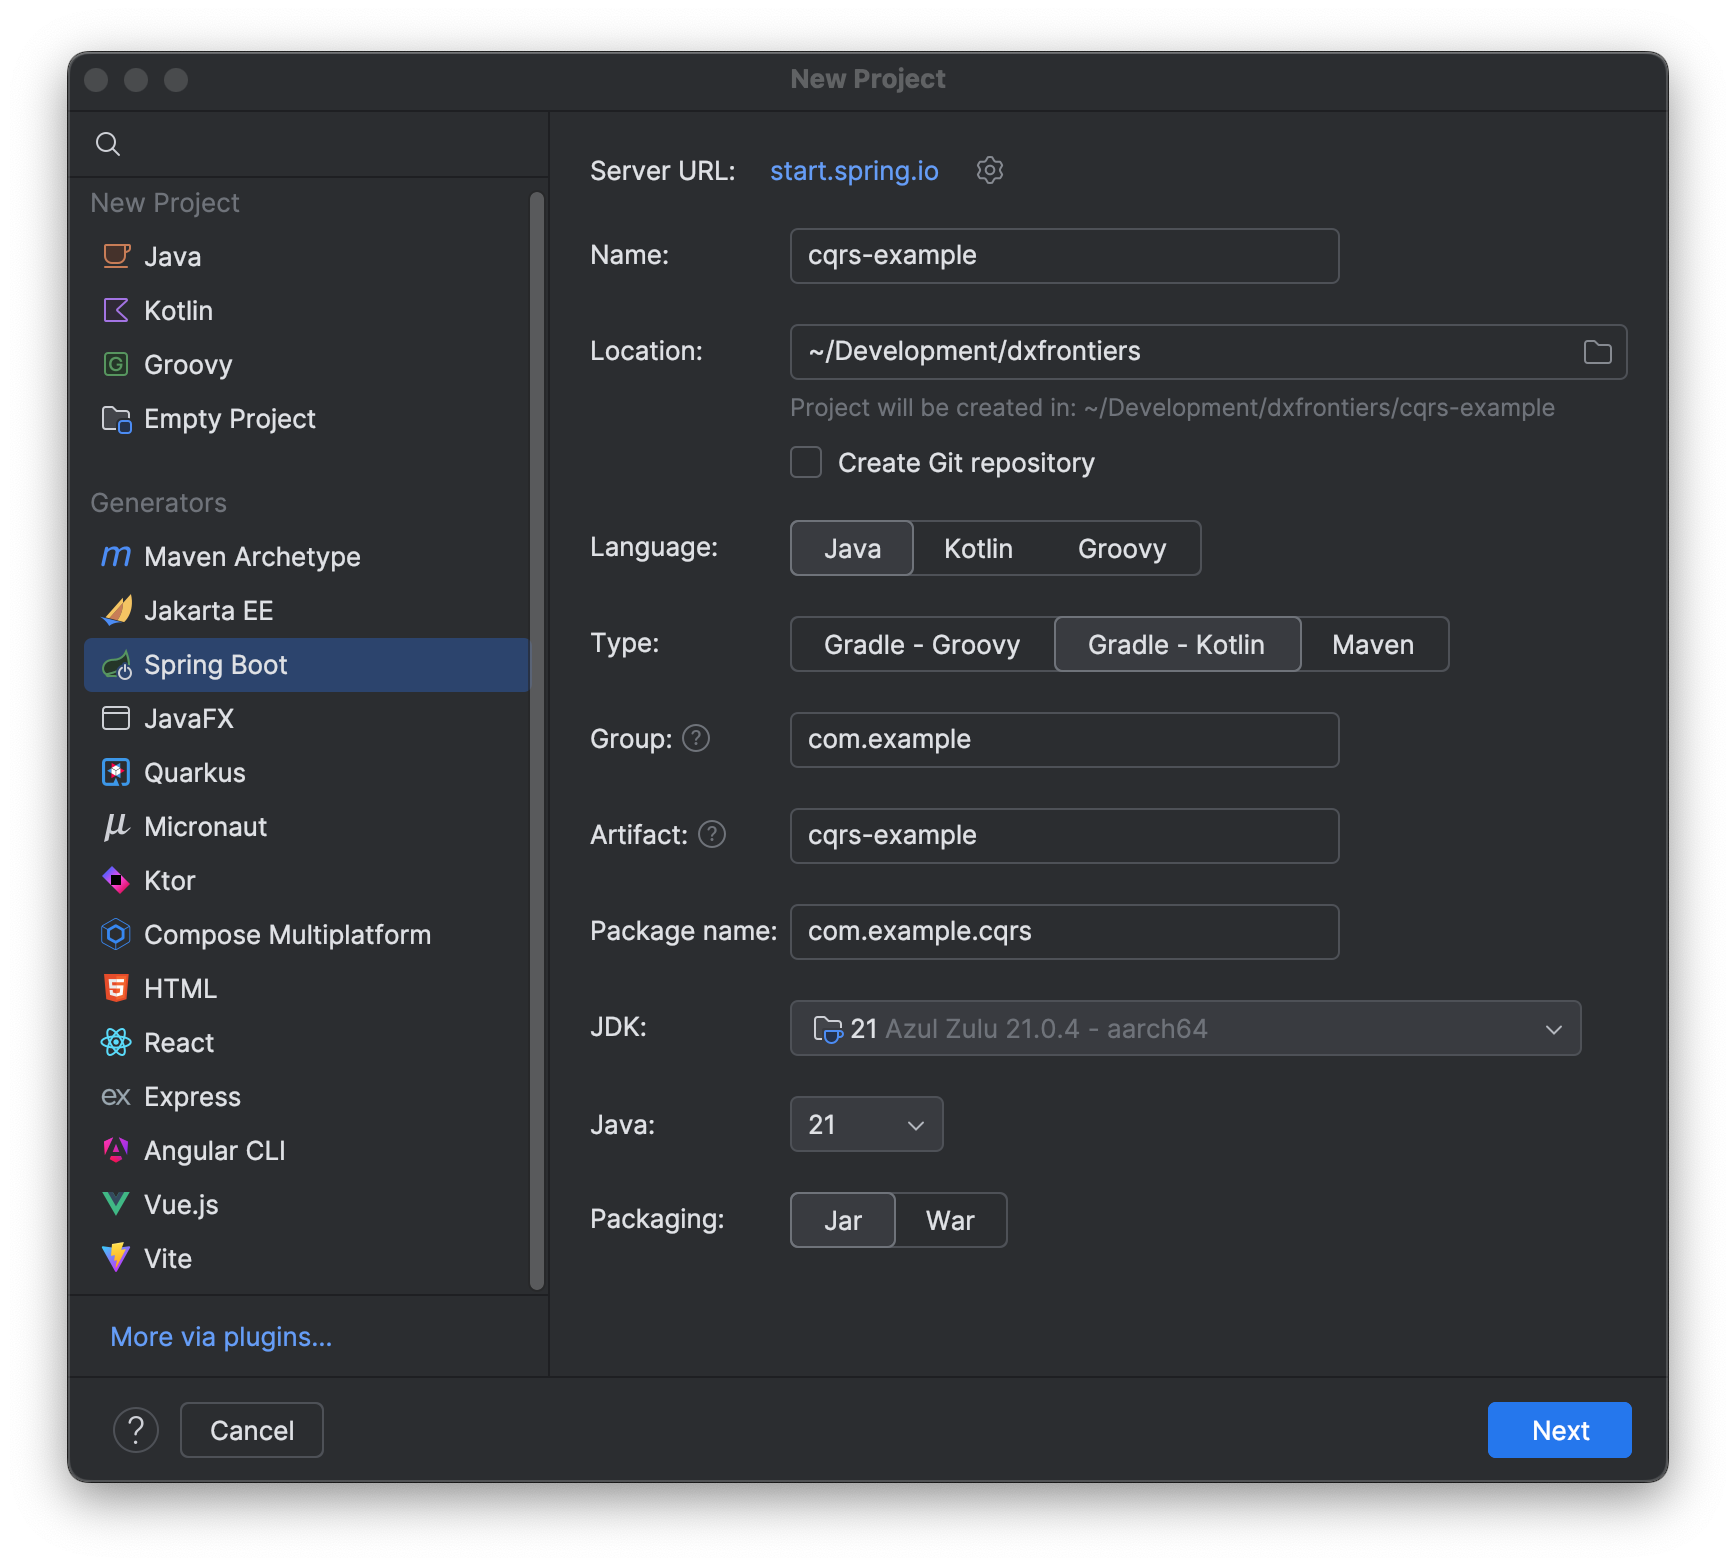 New Project
New Project
Java
Kotlin
Groovy
Empty Project
Generators
Maven Archetype
Jakarta EE
Spring Boot
JavaFX
Quarkus
Micronaut
Ktor
Compose Multiplatform
HTML
React
Express
Angular CLI
Vue.js
Vite
More via plugins...
Server URL: start.spring.io
Name: cqrs-example
Location: ~/Development/dxfrontiers
Project will be created in: ~/Development/dxfrontiers/cqrs-example
Create Git repository
Language: Java Kotlin Groovy
Type: Gradle - Groovy Gradle - Kotlin Maven
Group: ? com.example
Artifact: ? cqrs-example
Package name: com.example.cqrs
JDK: 21 Azul Zulu 21.0.4 - aarch64
Java: 21
Packaging: Jar War
? Cancel Next